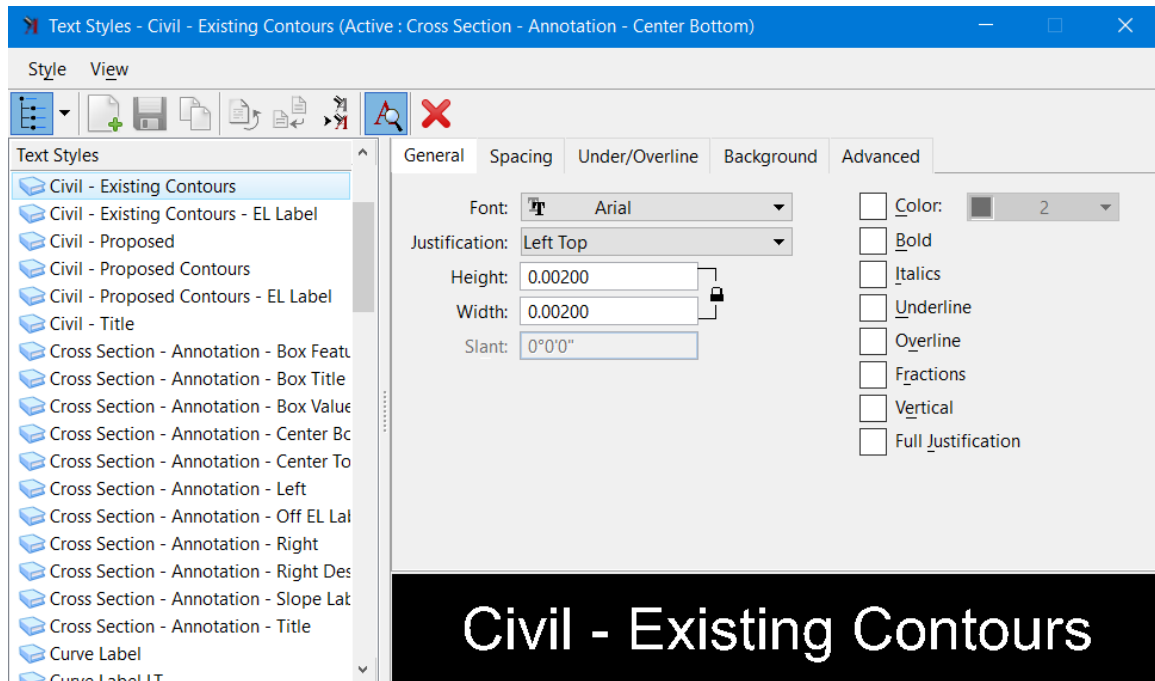 Text Styles - Civil - Existing Contours (Active : Cross Section - Annotation - Center Bottom)
Style View
Text Styles
Civil - Existing Contours
Civil - Existing Contours - EL Label
Civil - Proposed
Civil - Proposed Contours
Civil - Proposed Contours - EL Label
Civil - Title
Cross Section - Annotation - Box Featu
Cross Section - Annotation - Box Title
Cross Section - Annotation - Box Value
Cross Section - Annotation - Center Bo
Cross Section - Annotation - Center To
Cross Section - Annotation - Left
Cross Section - Annotation - Off EL Lab
Cross Section - Annotation - Right
Cross Section - Annotation - Right Des
Cross Section - Annotation - Slope Lab
Cross Section - Annotation - Title
Curve Label
Curve Label LT
General Spacing Under/Overline Background Advanced
Font: Arial
Justification: Left Top
Height: 0.00200
Width: 0.00200
Slant: 0°0'0"
Color: 2
Bold
Italics
Underline
Overline
Fractions
Vertical
Full Justification
Civil - Existing Contours